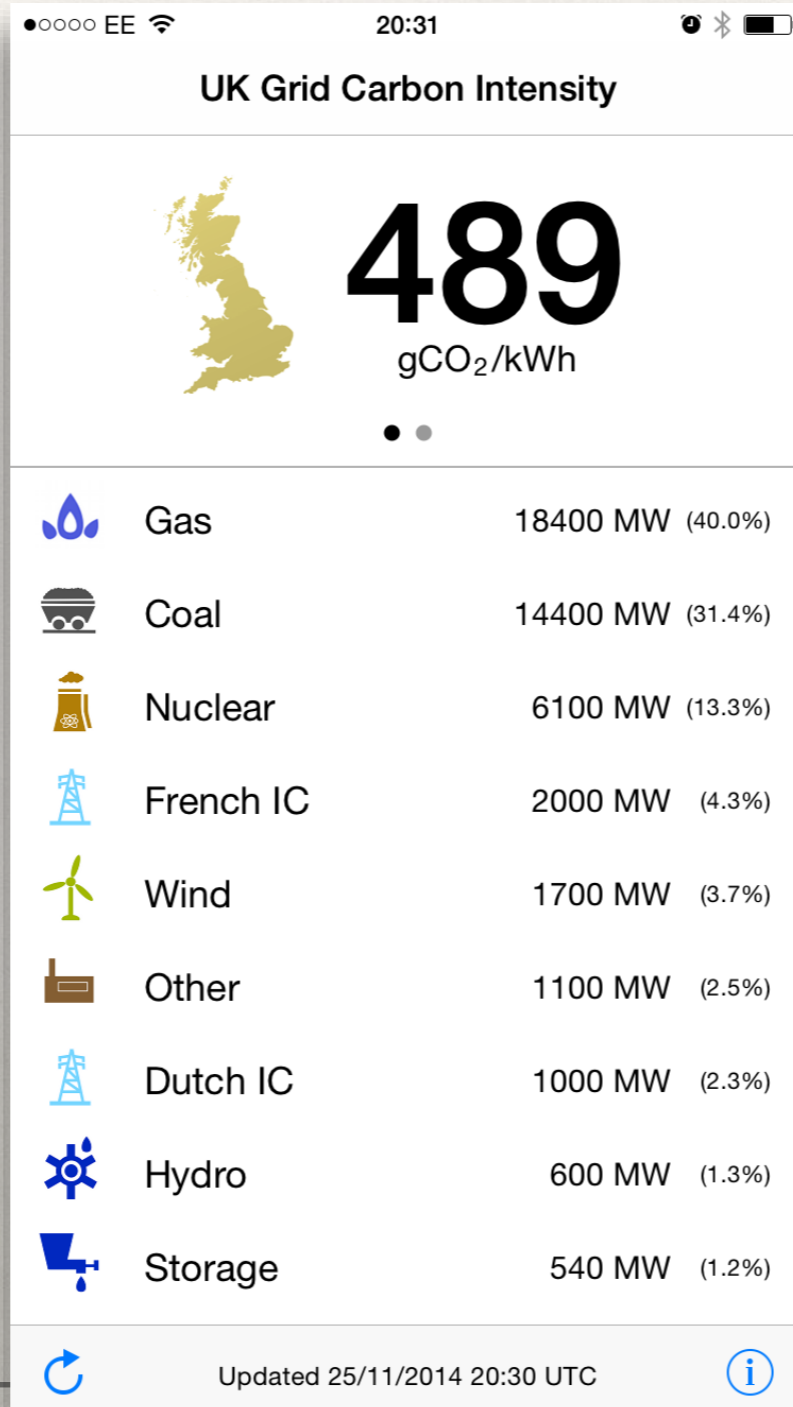 EE 20:31
UK Grid Carbon Intensity
489
gCO₂/kWh
Gas 18400 MW (40.0%)
Coal 14400 MW (31.4%)
Nuclear 6100 MW (13.3%)
French IC 2000 MW (4.3%)
Wind 1700 MW (3.7%)
Other 1100 MW (2.5%)
Dutch IC 1000 MW (2.3%)
Hydro 600 MW (1.3%)
Storage 540 MW (1.2%)
Updated 25/11/2014 20:30 UTC i